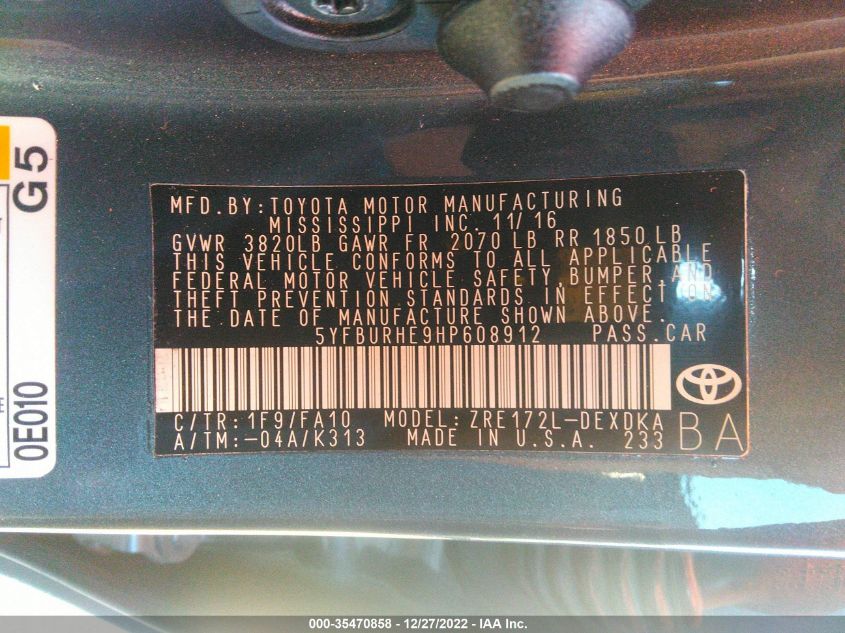 MFD.BY:TOYOTA MOTOR MANUFACTURING
MISSISSIPPI INC. 11/16
GVWR 3820LB GAWR FR 2070 LB RR 1850 LB
THIS VEHICLE CONFORMS TO ALL APPLICABLE
FEDERAL MOTOR VEHICLE SAFETY,BUMPER,AND
THEFT PREVENTION STANDARDS IN EFFECT ON
THE DATE OF MANUFACTURE SHOWN ABOVE.
5YFBURHE9HP608912 PASS.CAR
C/TR:1F9/FA10 MODEL:ZRE172L-DEXDKA
A/TM:-04A/K313 MADE IN U.S.A. 233
BA
G5
0E010
000-35470858 - 12/27/2022 - IAA Inc.